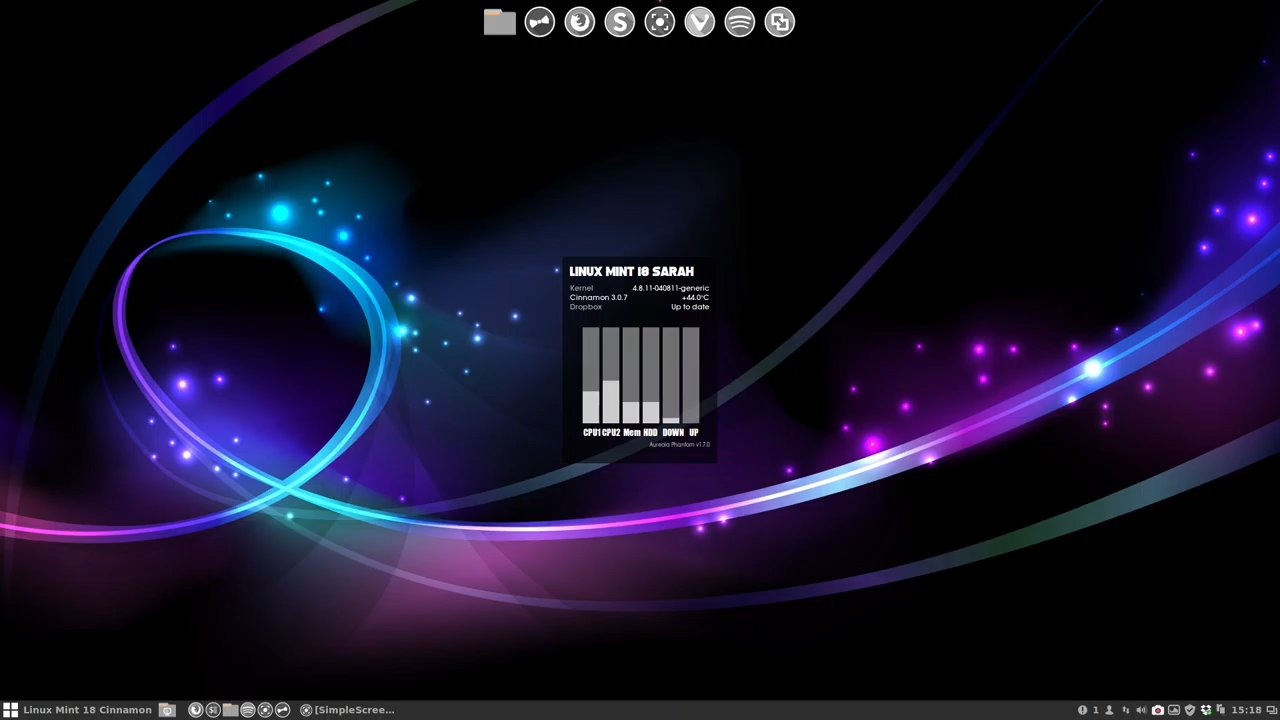 LINUX MINT 18 SARAH
Kernel 4.8.11-040811-generic
Cinnamon 3.0.7 +44.0°C
Dropbox Up to date
CPU1 CPU2 Mem HDD DOWN UP
Aureola Phantom v1.7.0
Linux Mint 18 Cinnamon [SimpleScree... 1 15:18